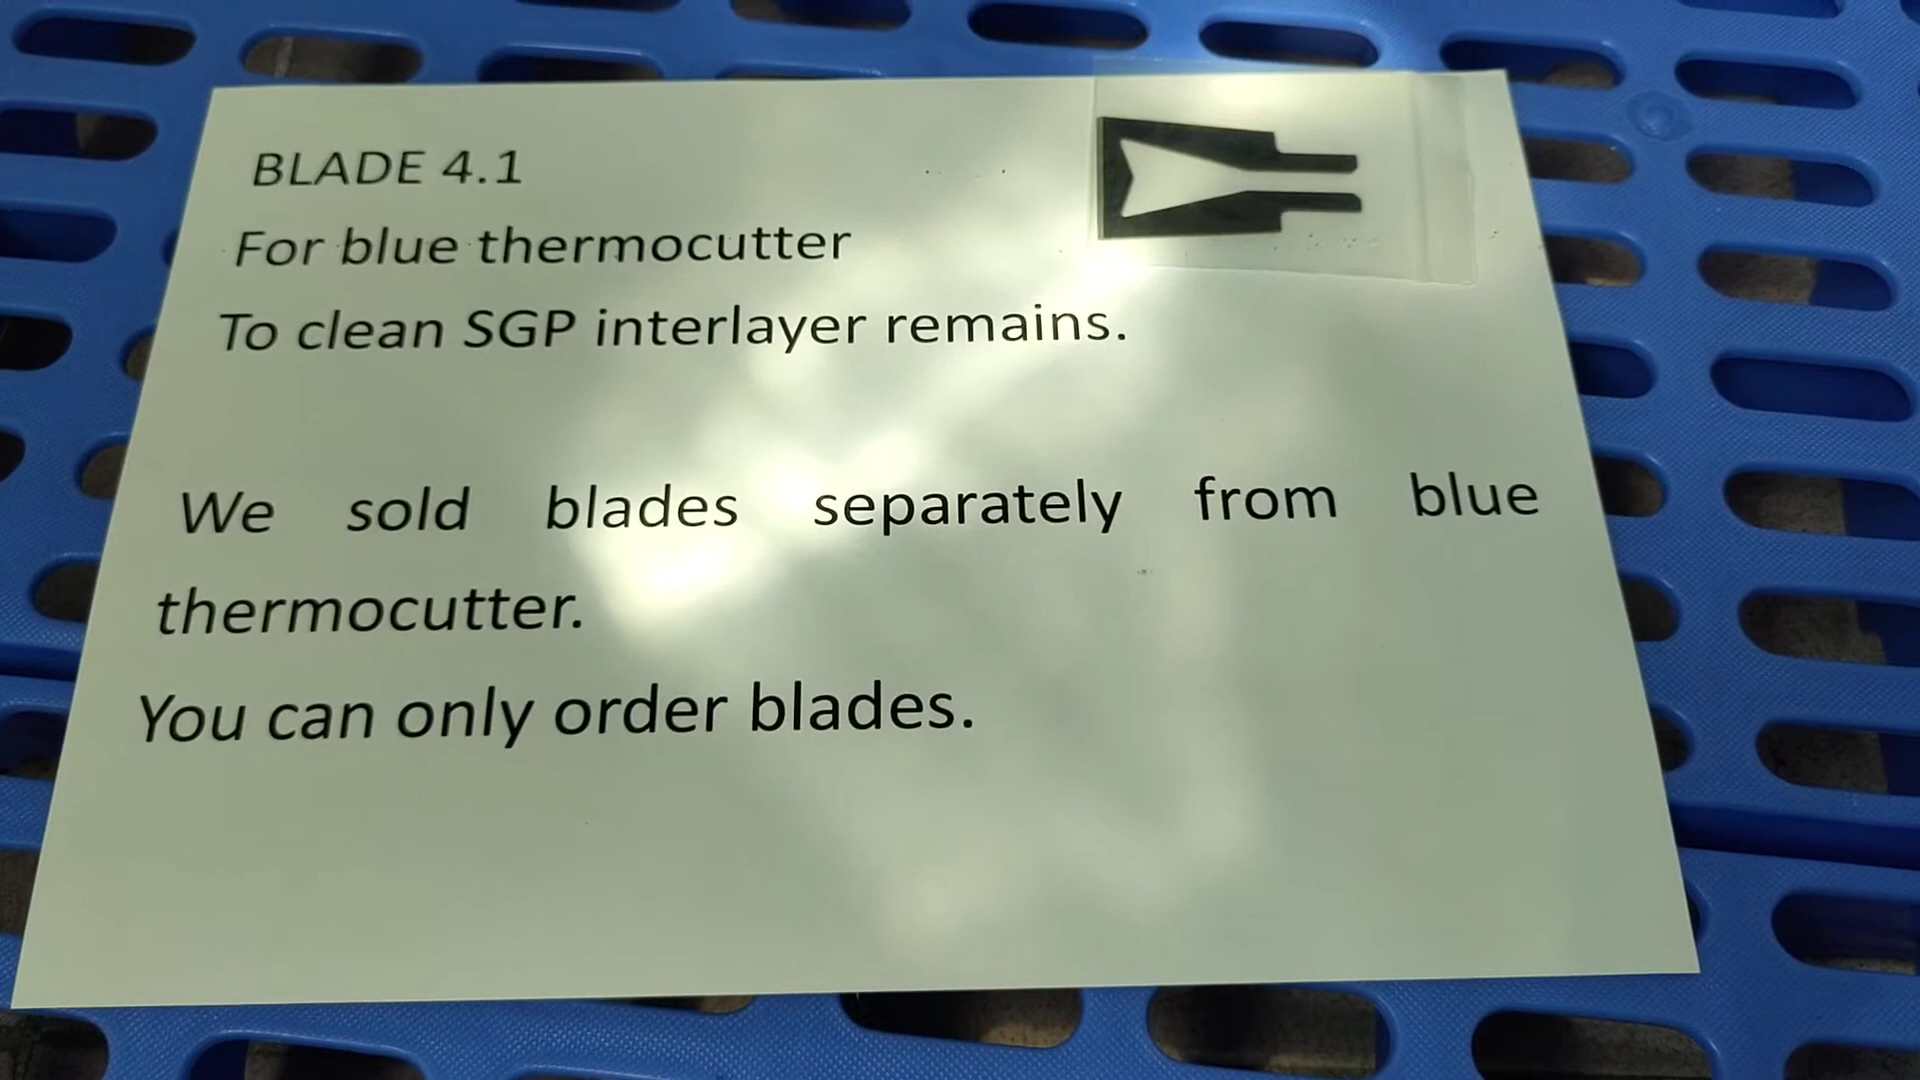 BLADE 4.1
For blue thermocutter
To clean SGP interlayer remains.
We sold blades separately from blue
thermocutter.
You can only order blades.